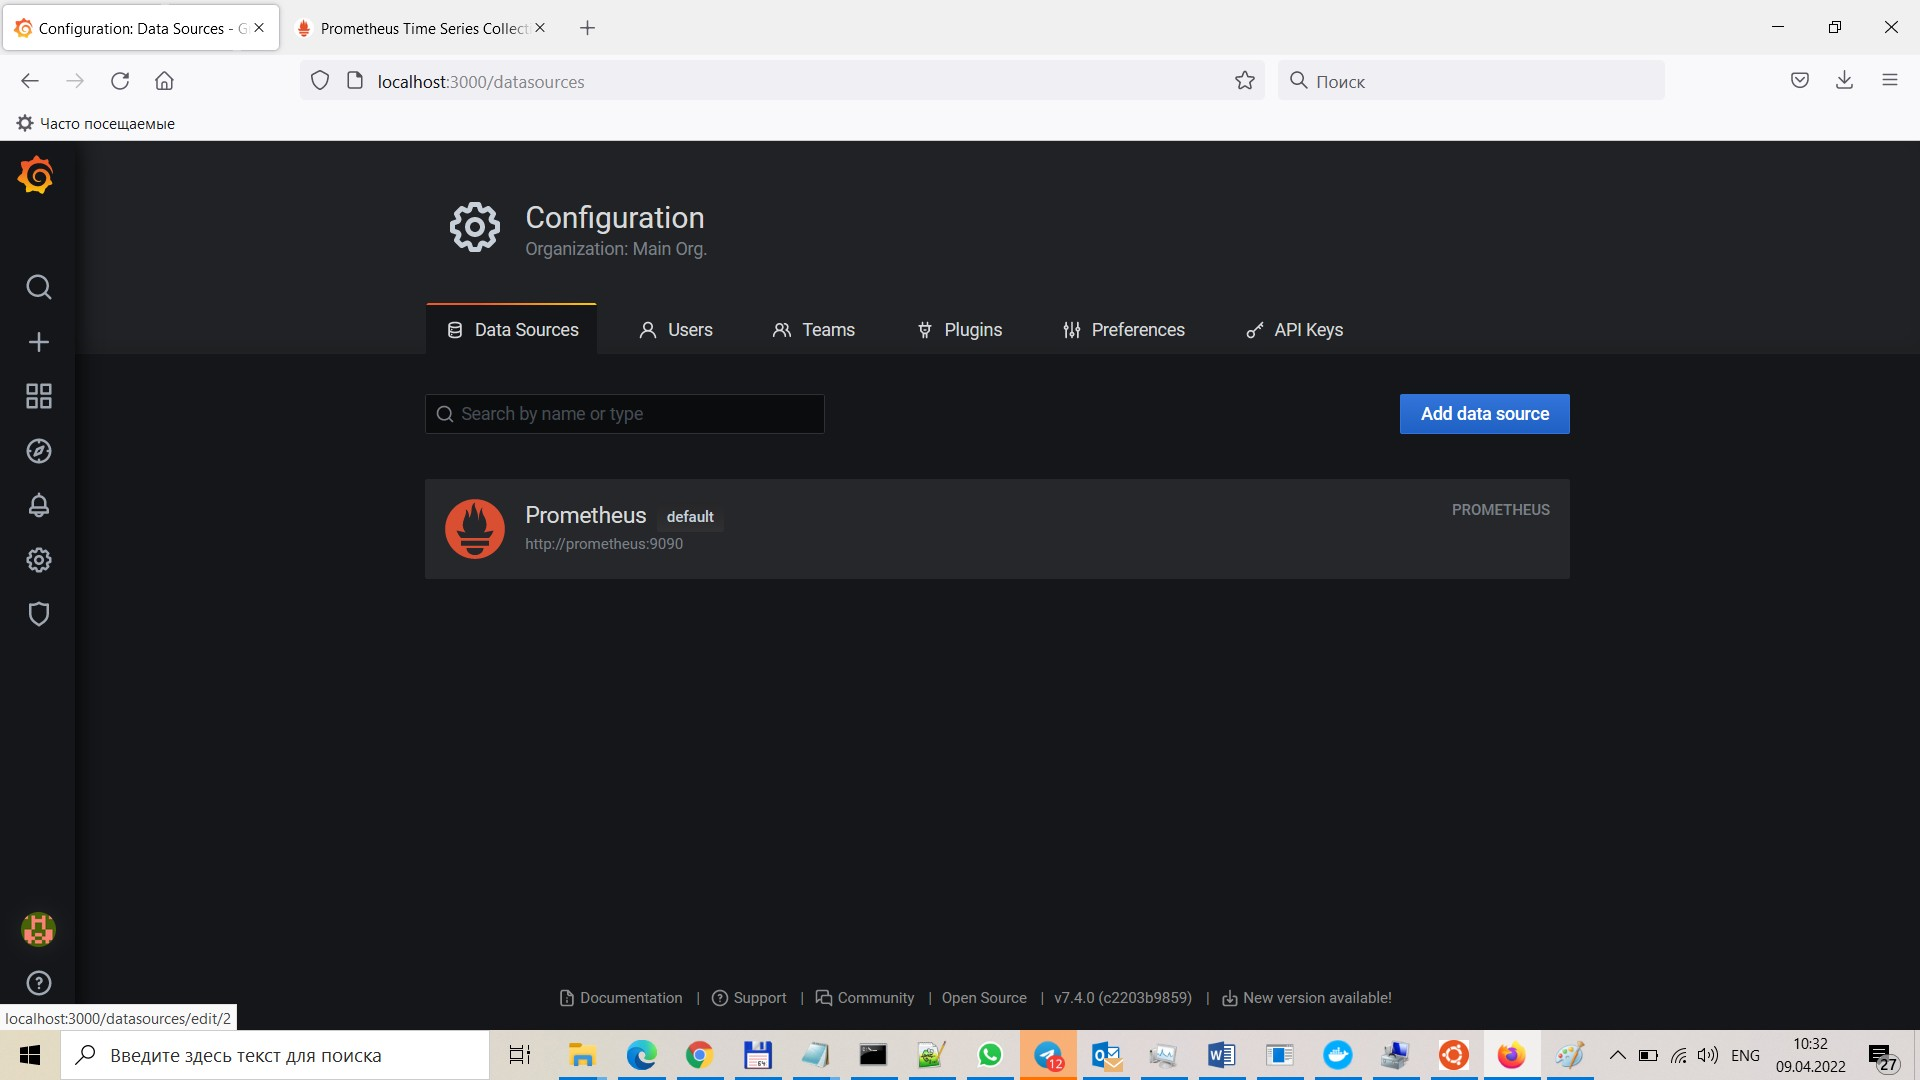 Configuration: Data Sources - G
Prometheus Time Series Collect
localhost:3000/datasources
Поиск
Часто посещаемые
Configuration
Organization: Main Org.
Data Sources
Users
Teams
Plugins
Preferences
API Keys
Search by name or type
Add data source
Prometheus default
PROMETHEUS
http://prometheus:9090
Documentation | Support | Community | Open Source | v7.4.0 (c2203b9859) | New version available!
localhost:3000/datasources/edit/2
Введите здесь текст для поиска
64
12
ENG
10:32
09.04.2022
27